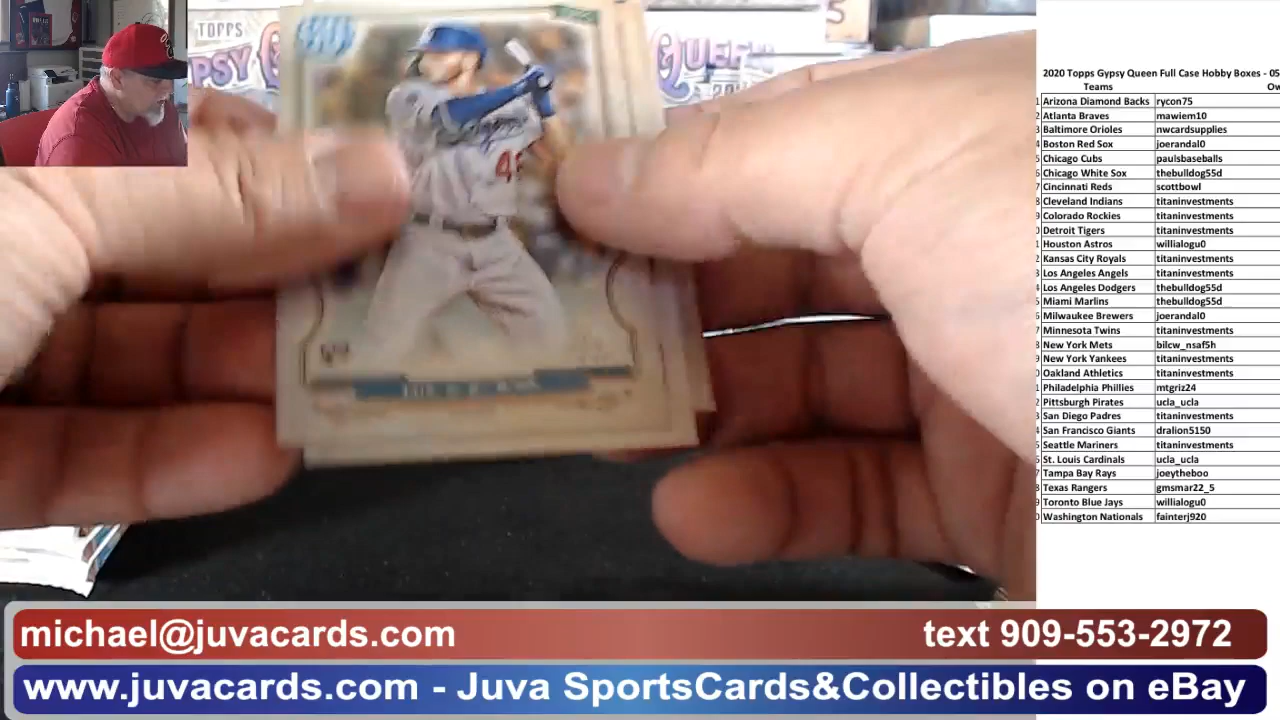 TOPPS
2020 Topps Gypsy Queen Full Case Hobby Boxes - 05
Teams
Arizona Diamond Backs rycon75
Atlanta Braves mawiem10
Baltimore Orioles nwcardsupplies
Boston Red Sox joerandal0
Chicago Cubs paulsbaseballs
Chicago White Sox thebulldog55d
Cincinnati Reds scottbowl
Cleveland Indians titaninvestments
Colorado Rockies titaninvestments
Detroit Tigers titaninvestments
Houston Astros willialogu0
Kansas City Royals titaninvestments
Los Angeles Angels titaninvestments
Los Angeles Dodgers thebulldog55d
Miami Marlins thebulldog55d
Milwaukee Brewers joerandal0
Minnesota Twins titaninvestments
New York Mets bilcw_nsaf5h
New York Yankees titaninvestments
Oakland Athletics titaninvestments
Philadelphia Phillies mtgriz24
Pittsburgh Pirates ucla_ucla
San Diego Padres titaninvestments
San Francisco Giants dralion5150
Seattle Mariners titaninvestments
St. Louis Cardinals ucla_ucla
Tampa Bay Rays joeytheboo
Texas Rangers gmsmar22_5
Toronto Blue Jays willialogu0
Washington Nationals fainterj920
michael@juvacards.com text 909-553-2972
www.juvacards.com - Juva SportsCards&Collectibles on eBay